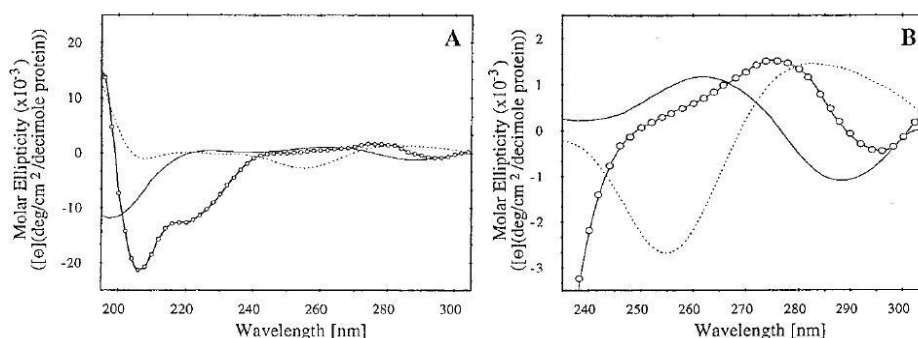 A
Molar Ellipticity (x10⁻³)
([ɵ](deg/cm²/decimole protein))
20
10
0
-10
-20
200 220 240 260 280 300
Wavelength [nm]
B
Molar Ellipticity (x10⁻³)
([ɵ](deg/cm²/decimole protein))
2
1
0
-1
-2
-3
240 250 260 270 280 290 300
Wavelength [nm]